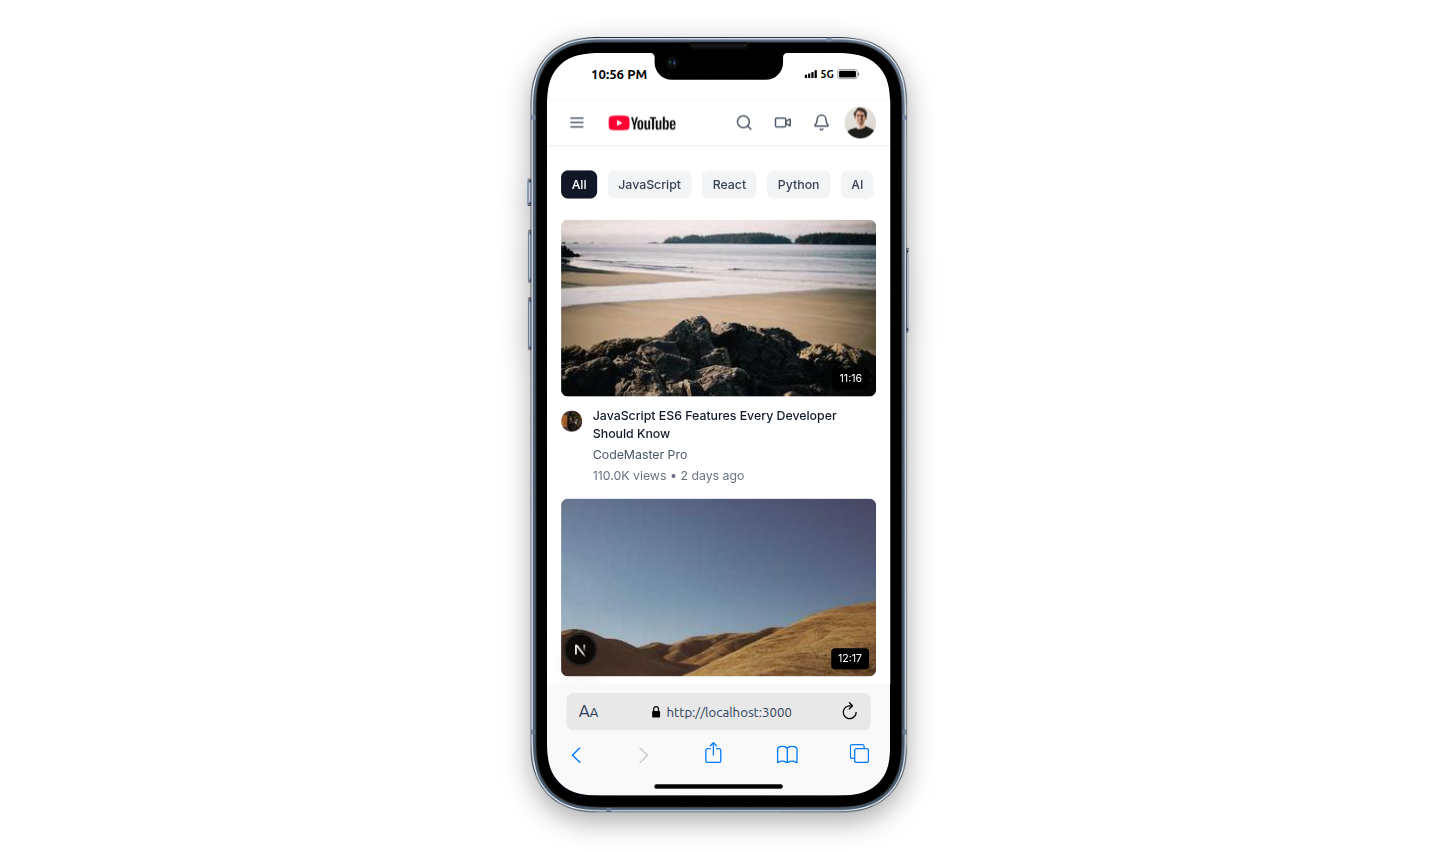 10:56 PM 5G
YouTube
All JavaScript React Python AI
11:16
JavaScript ES6 Features Every Developer
Should Know
CodeMaster Pro
110.0K views • 2 days ago
N
12:17
AA http://localhost:3000